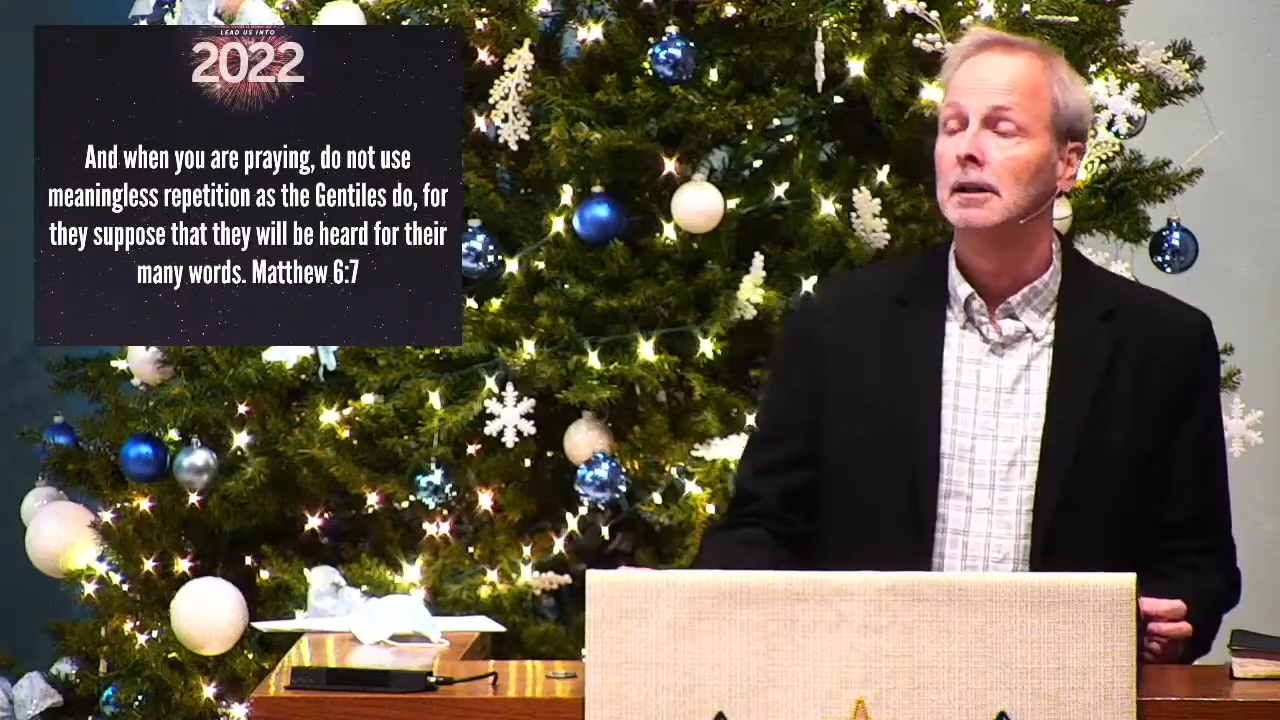 LEAD US INTO
2022
And when you are praying, do not use
meaningless repetition as the Gentiles do, for
they suppose that they will be heard for their
many words. Matthew 6:7